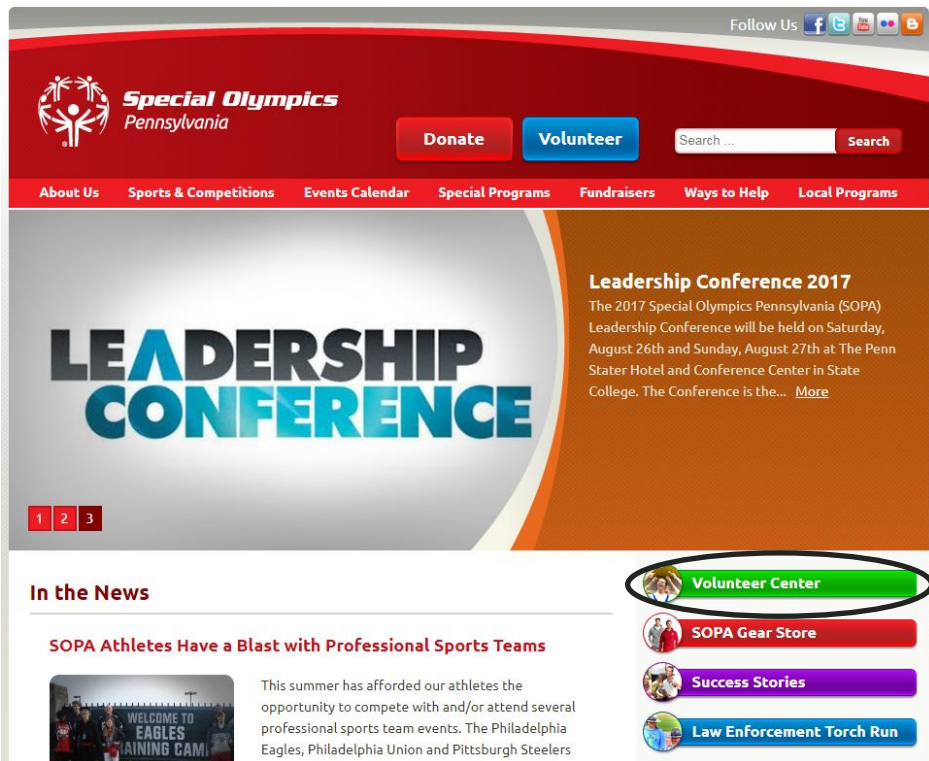 Follow Us
Special Olympics
Pennsylvania
Donate
Volunteer
Search ...
Search
About Us
Sports & Competitions
Events Calendar
Special Programs
Fundraisers
Ways to Help
Local Programs
LEADERSHIP
CONFERENCE
Leadership Conference 2017
The 2017 Special Olympics Pennsylvania (SOPA)
Leadership Conference will be held on Saturday,
August 26th and Sunday, August 27th at The Penn
Stater Hotel and Conference Center in State
College. The Conference is the... More
1 2 3
In the News
SOPA Athletes Have a Blast with Professional Sports Teams
WELCOME TO
EAGLES
RAINING CAM
This summer has afforded our athletes the
opportunity to compete with and/or attend several
professional sports team events. The Philadelphia
Eagles, Philadelphia Union and Pittsburgh Steelers
Volunteer Center
SOPA Gear Store
Success Stories
Law Enforcement Torch Run